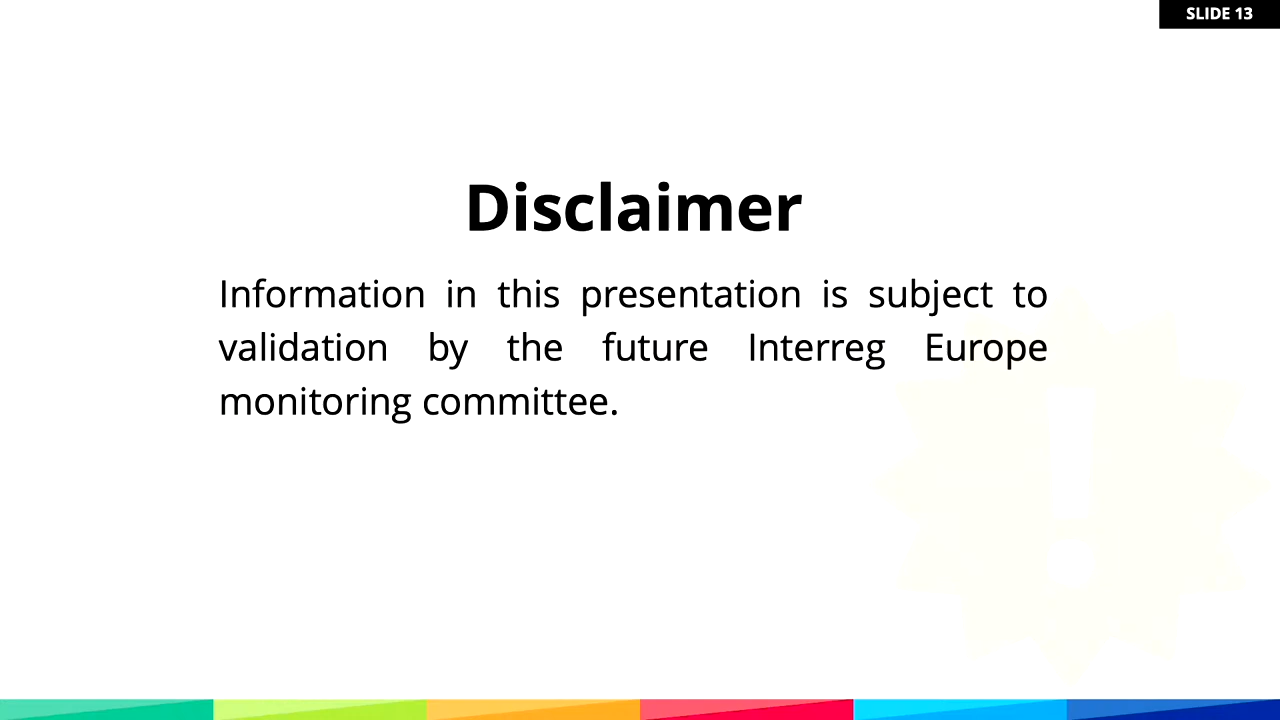 SLIDE 13
Disclaimer
Information in this presentation is subject to
validation by the future Interreg Europe
monitoring committee.